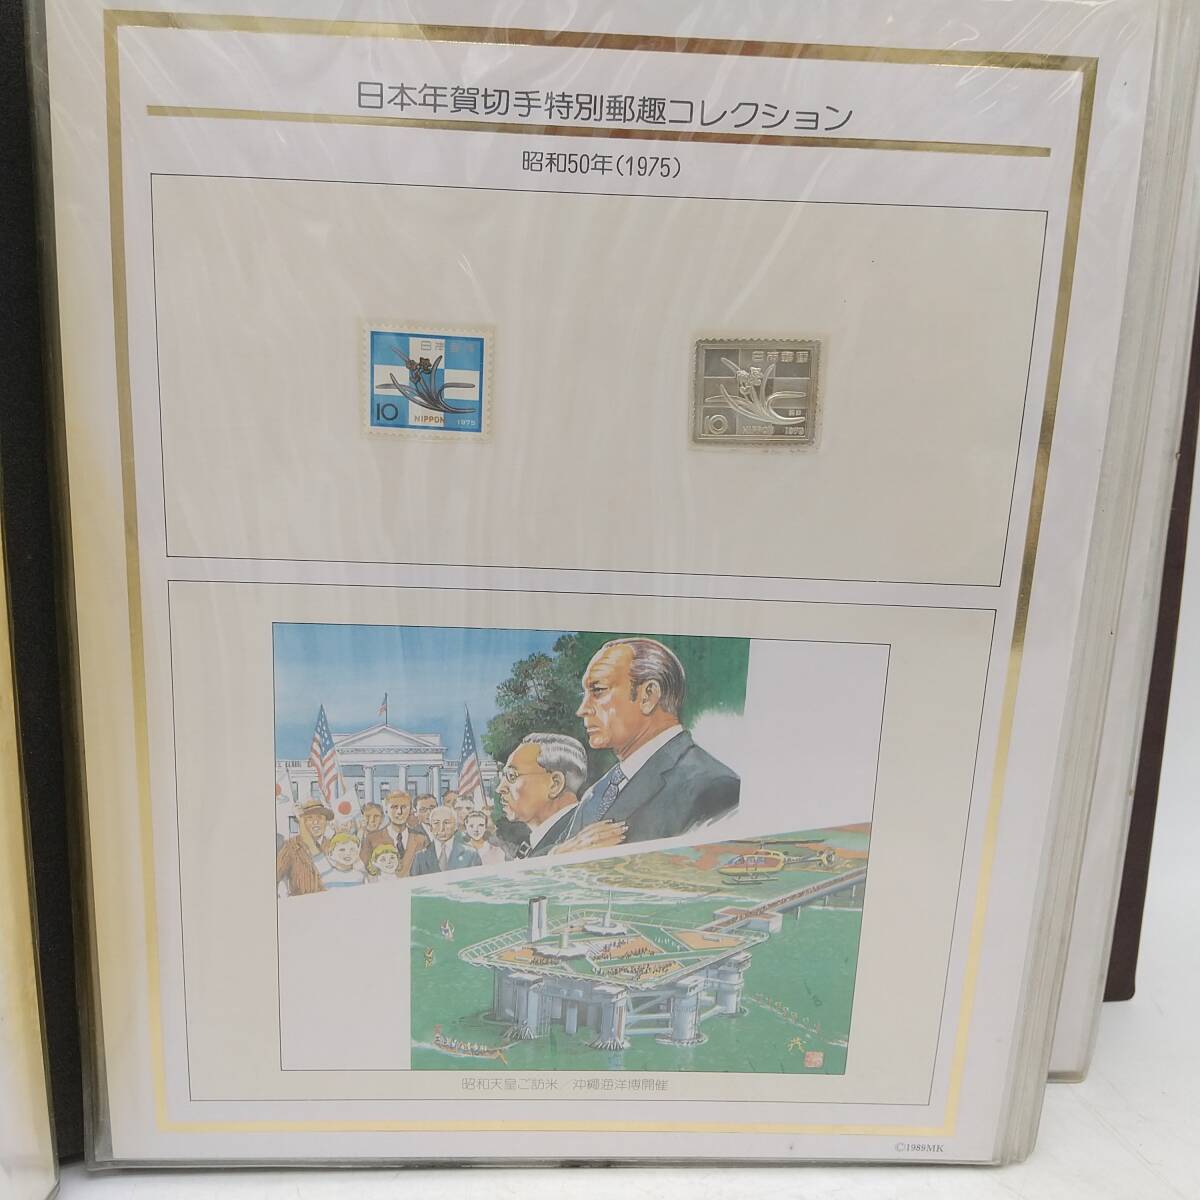 日本年賀切手特別郵趣コレクション
昭和50年(1975)
日本郵便
10
NIPPON
1975
日本郵便
10
NIPPON
1975
昭和天皇ご訪米/沖縄海洋博開催
©1989MK